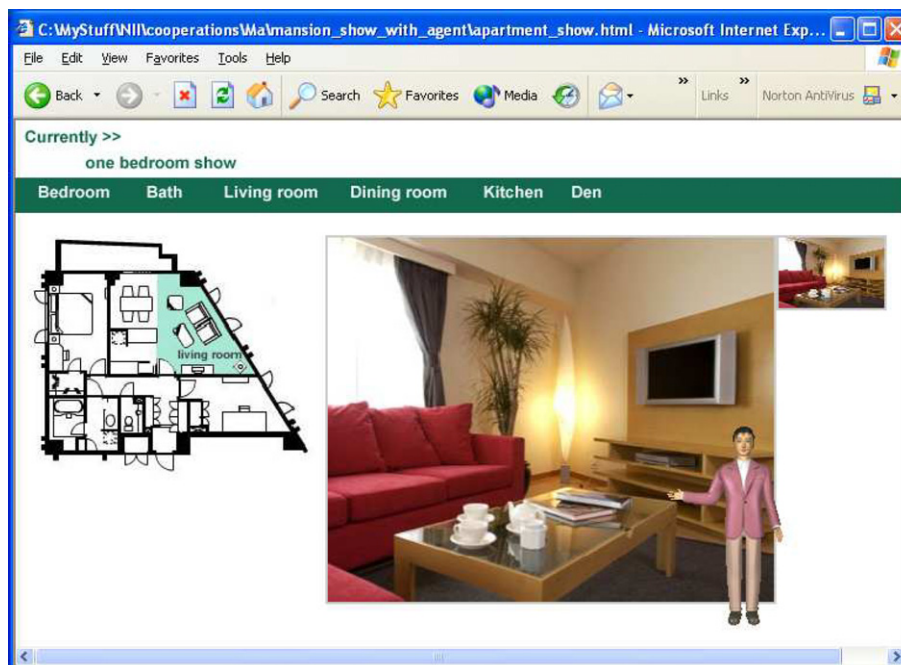 C:\MyStuff\NII\cooperations\Ma\mansion_show_with_agent\apartment_show.html - Microsoft Internet Exp...
File Edit View Favorites Tools Help
Back Search Favorites Media » Links » Norton AntiVirus
Currently >>
one bedroom show
Bedroom Bath Living room Dining room Kitchen Den
living room